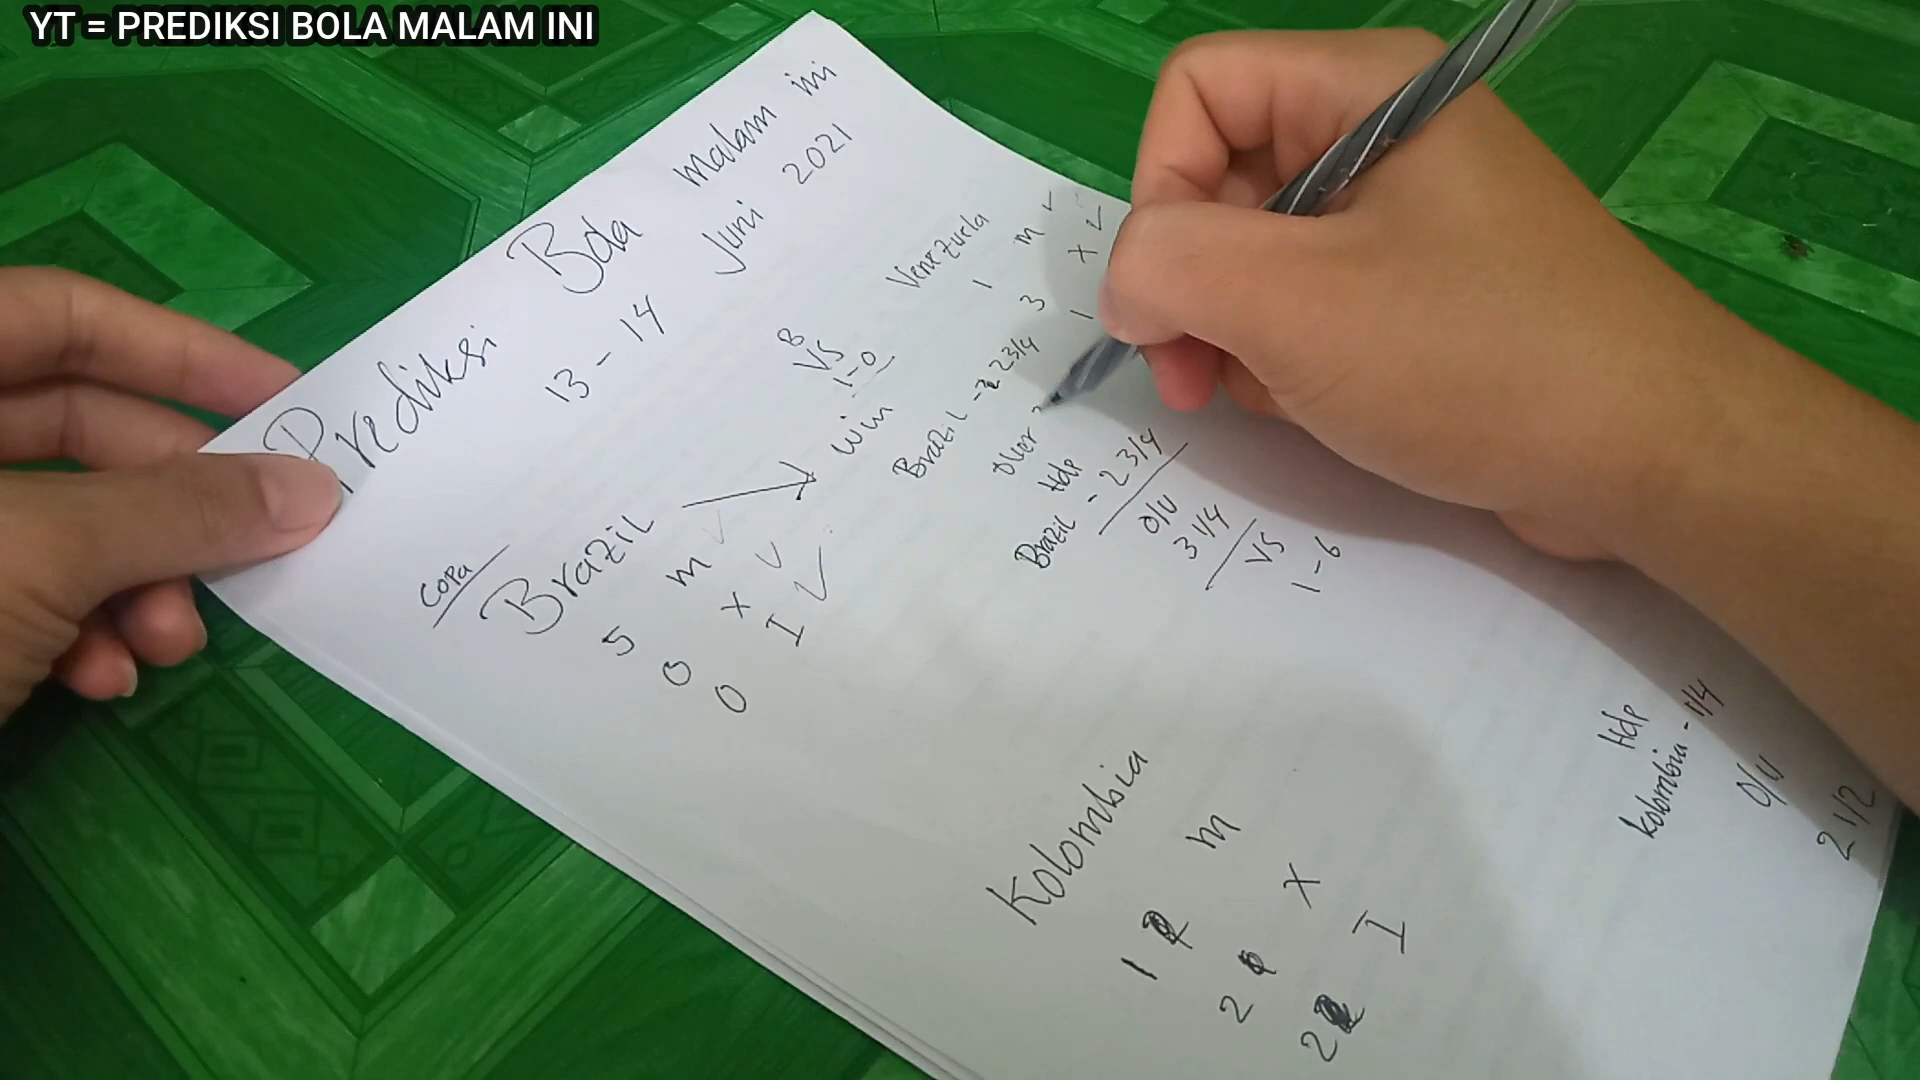 YT = PREDIKSI BOLA MALAM INI
Prediksi Bola malam ini
13 - 14 Juni 2021
Copa
Brazil
Win
5 m
0 x
0 I
B
VS
1-0
Venezuela
1 m
3 x
1
Brazil - 2 3/4
Over
Hdp
Brazil - 2 3/4
O/U
3 1/4
VS
1-6
Kolombia
1 m
2 x
2 I
Hdp
Kolombia - 1/4
O/U
2 1/2